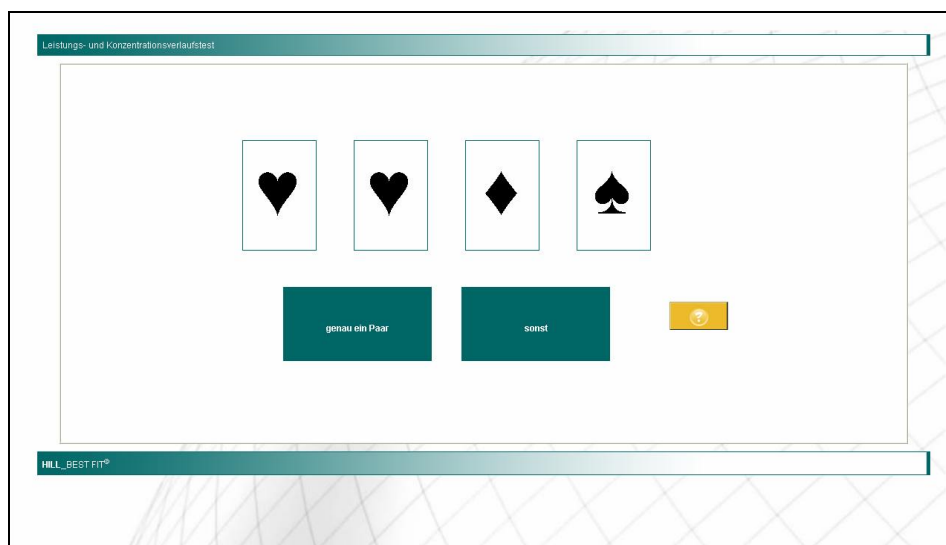 Leistungs- und Konzentrationsverlaufstest
genau ein Paar
sonst
?
HILL_BEST FIT©